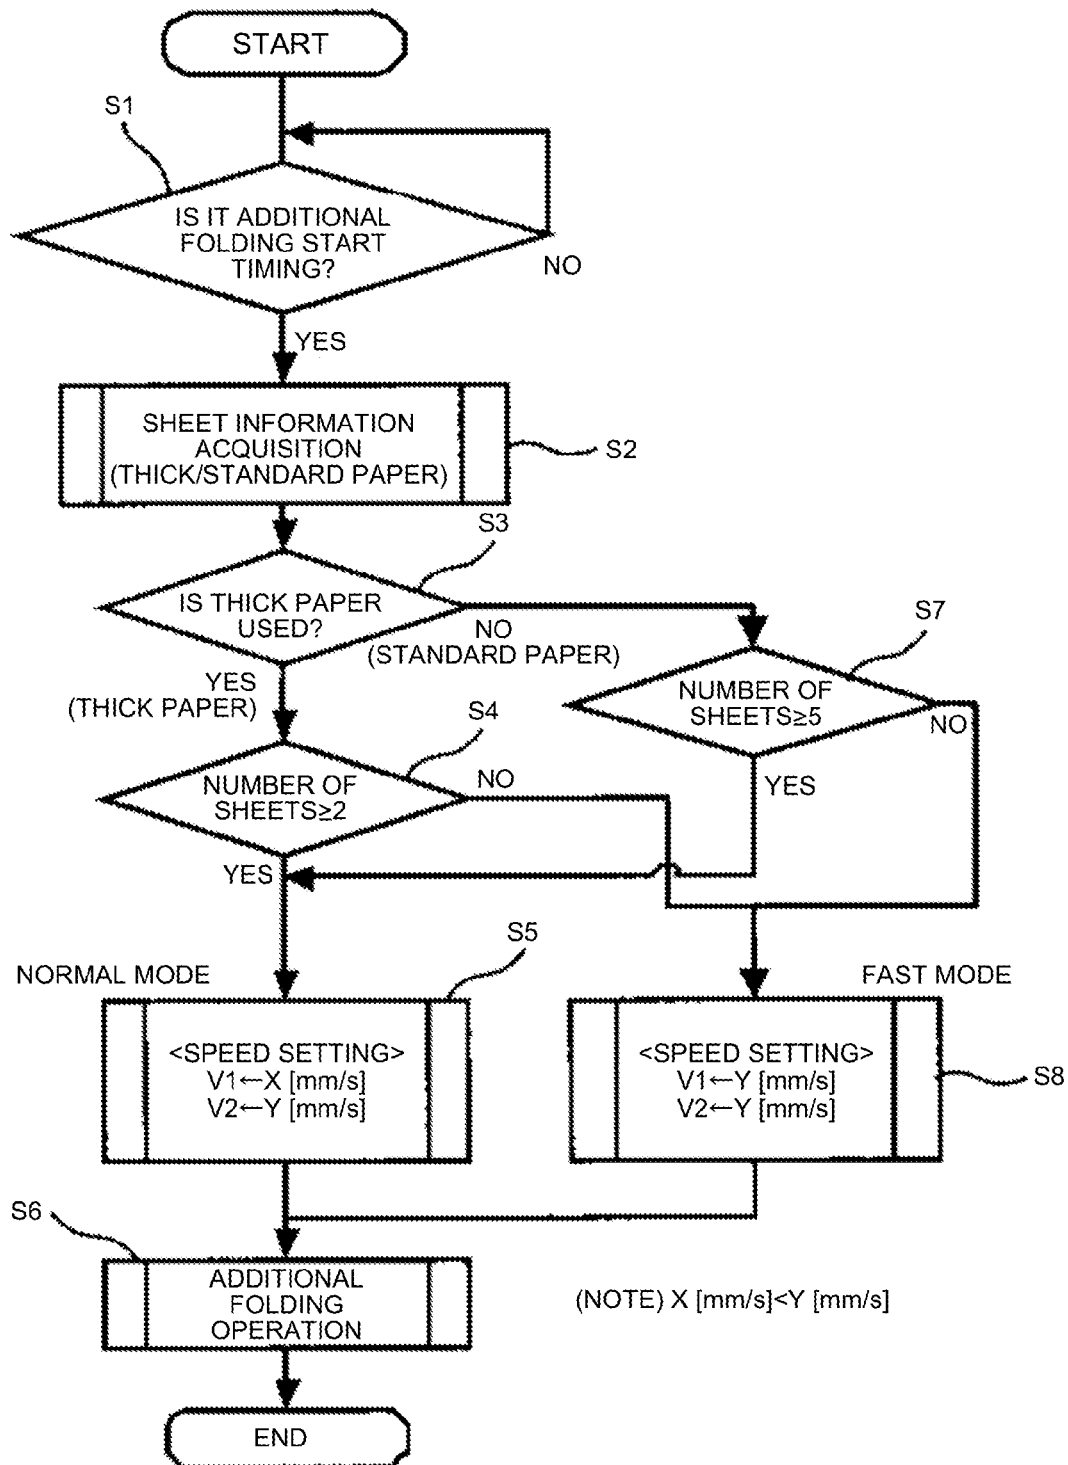 START
S1
IS IT ADDITIONAL
FOLDING START
TIMING?
NO
YES
SHEET INFORMATION
ACQUISITION
(THICK/STANDARD PAPER)
S2
S3
IS THICK PAPER
USED?
NO
(STANDARD PAPER)
S7
YES
(THICK PAPER)
NUMBER OF
SHEETS≥5
NO
YES
S4
NUMBER OF
SHEETS≥2
NO
YES
S5
NORMAL MODE
<SPEED SETTING>
V1←X [mm/s]
V2←Y [mm/s]
FAST MODE
<SPEED SETTING>
V1←Y [mm/s]
V2←Y [mm/s]
S8
S6
ADDITIONAL
FOLDING
OPERATION
(NOTE) X [mm/s]<Y [mm/s]
END